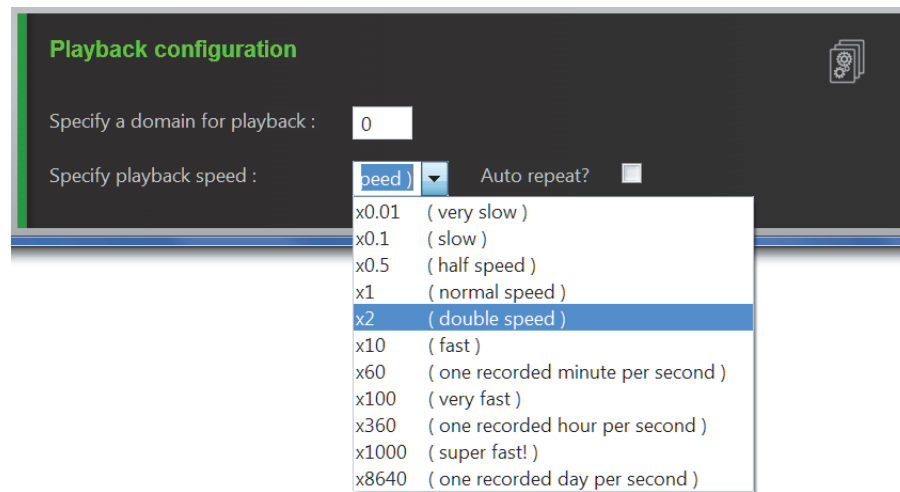 Playback configuration
Specify a domain for playback : 0
Specify playback speed : peed ) Auto repeat?
x0.01 ( very slow )
x0.1 ( slow )
x0.5 ( half speed )
x1 ( normal speed )
x2 ( double speed )
x10 ( fast )
x60 ( one recorded minute per second )
x100 ( very fast )
x360 ( one recorded hour per second )
x1000 ( super fast! )
x8640 ( one recorded day per second )